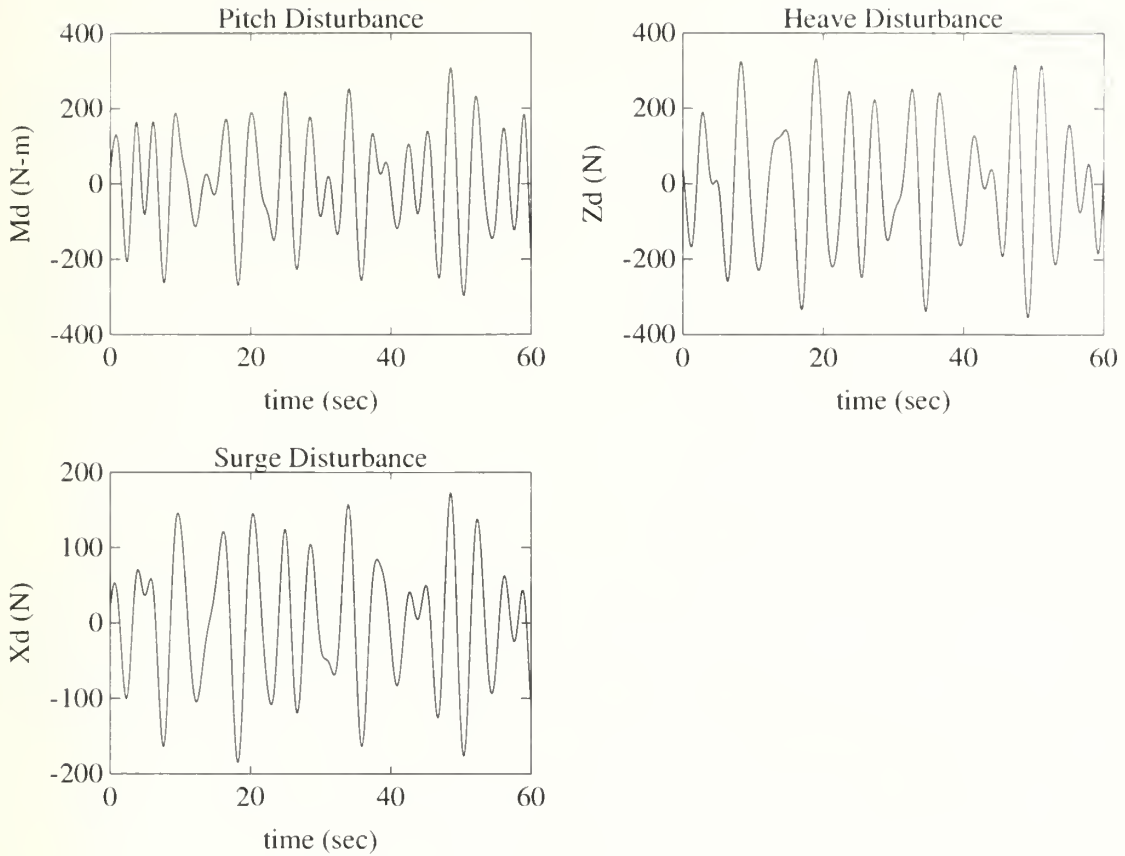 Pitch Disturbance
400
200
0
-200
-400
Md (N-m)
0 20 40 60
time (sec)
Heave Disturbance
400
200
0
-200
-400
Zd (N)
0 20 40 60
time (sec)
Surge Disturbance
200
100
0
-100
-200
Xd (N)
0 20 40 60
time (sec)